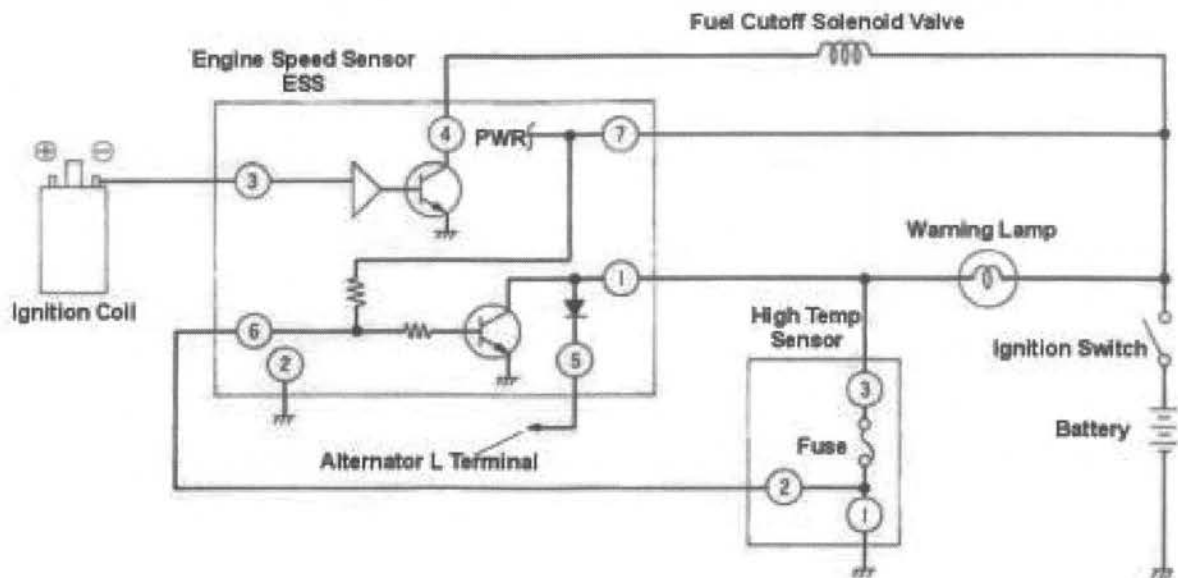 Fuel Cutoff Solenoid Valve
Engine Speed Sensor
ESS
4
PWR
7
⊕ ⊖
3
Warning Lamp
1
Ignition Coil
6
High Temp
Sensor
Ignition Switch
2
5
3
Battery
Fuse
Alternator L Terminal
2
1